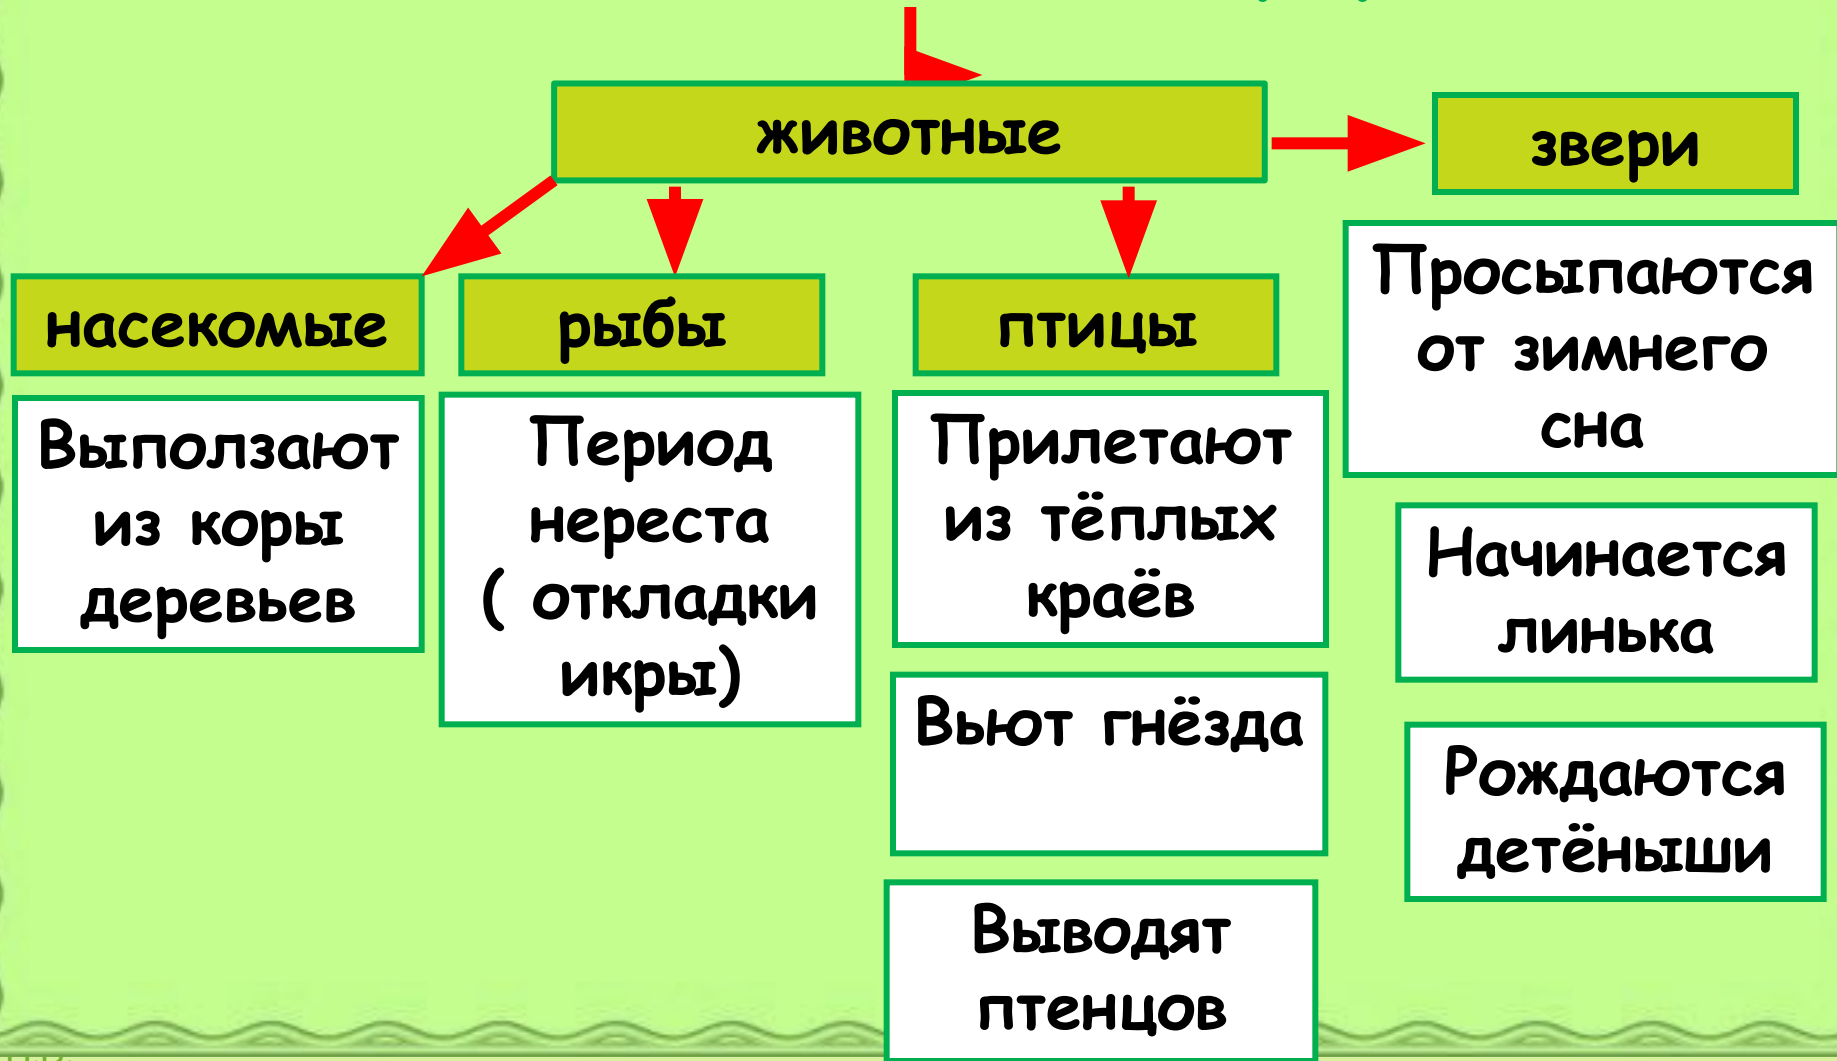 животные
звери
насекомые
рыбы
птицы
Выползают
из коры
деревьев
Период
нереста
( откладки
икры)
Прилетают
из тёплых
краёв
Вьют гнёзда
Выводят
птенцов
Просыпаются
от зимнего
сна
Начинается
линька
Рождаются
детёныши